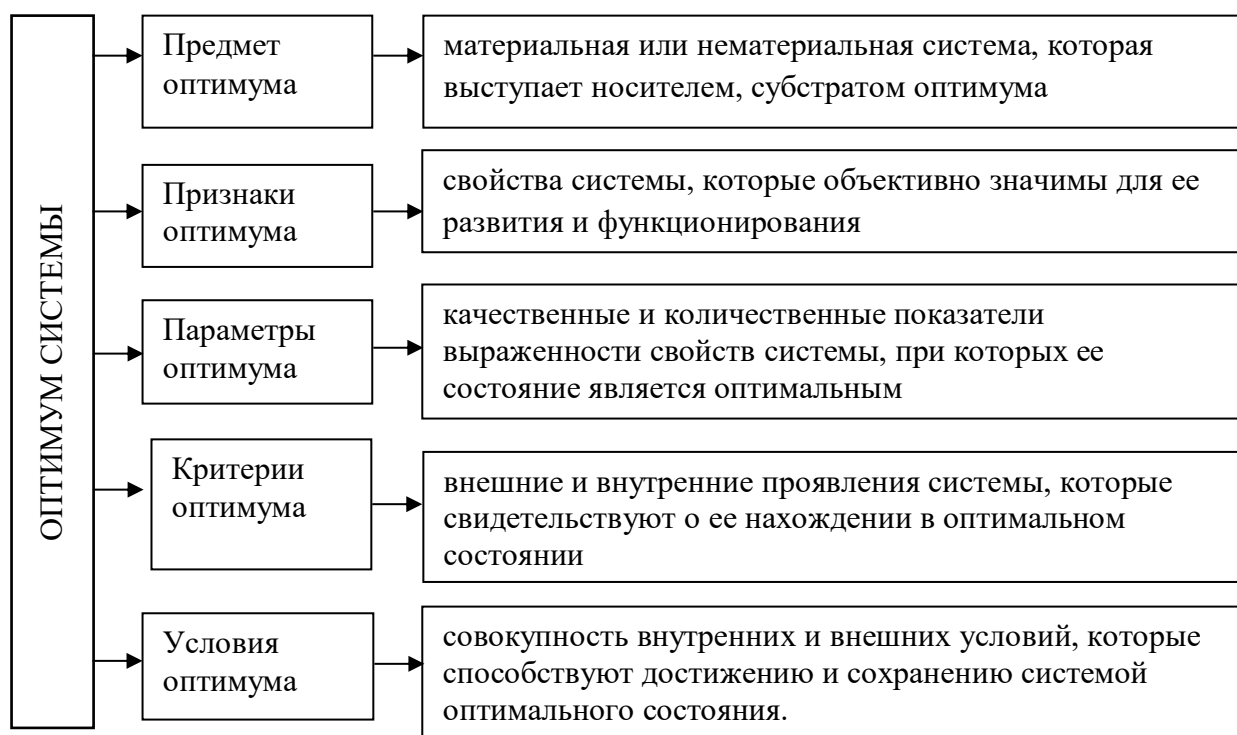 ОПТИМУМ СИСТЕМЫ
Предмет
оптимума
материальная или нематериальная система, которая
выступает носителем, субстратом оптимума
Признаки
оптимума
свойства системы, которые объективно значимы для ее
развития и функционирования
Параметры
оптимума
качественные и количественные показатели
выраженности свойств системы, при которых ее
состояние является оптимальным
Критерии
оптимума
внешние и внутренние проявления системы, которые
свидетельствуют о ее нахождении в оптимальном
состоянии
Условия
оптимума
совокупность внутренних и внешних условий, которые
способствуют достижению и сохранению системой
оптимального состояния.